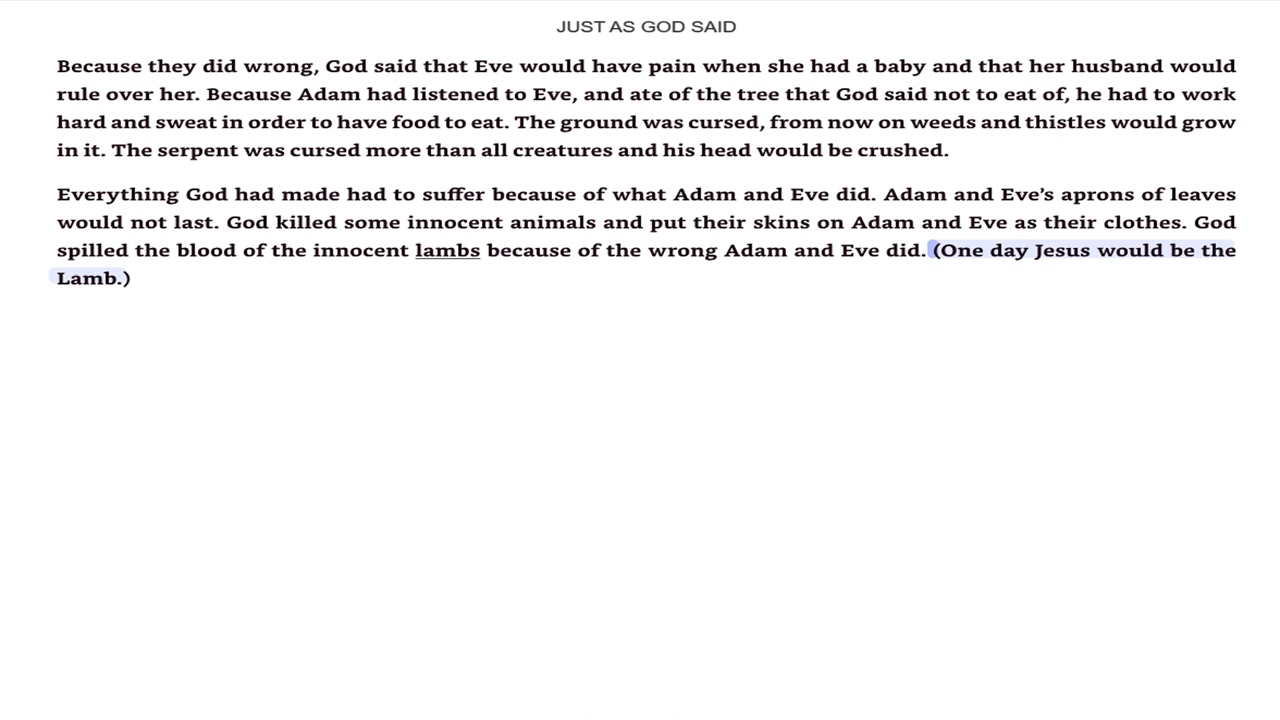 JUST AS GOD SAID
Because they did wrong, God said that Eve would have pain when she had a baby and that her husband would
rule over her. Because Adam had listened to Eve, and ate of the tree that God said not to eat of, he had to work
hard and sweat in order to have food to eat. The ground was cursed, from now on weeds and thistles would grow
in it. The serpent was cursed more than all creatures and his head would be crushed.
Everything God had made had to suffer because of what Adam and Eve did. Adam and Eve’s aprons of leaves
would not last. God killed some innocent animals and put their skins on Adam and Eve as their clothes. God
spilled the blood of the innocent lambs because of the wrong Adam and Eve did. (One day Jesus would be the
Lamb.)